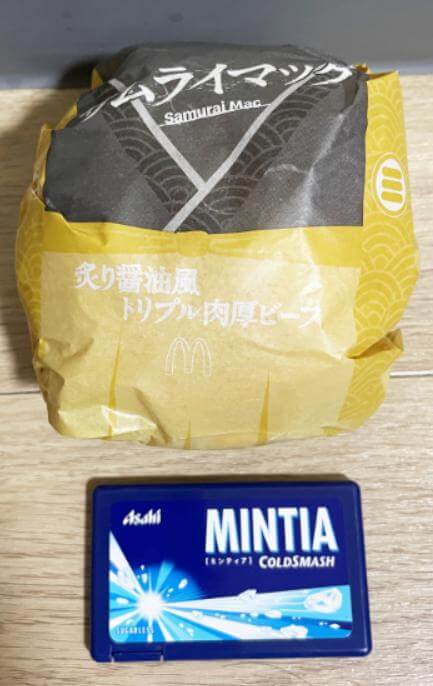 サムライマック
Samurai Mac
炙り醤油風
トリプル肉厚ビーフ
Asahi
MINTIA
[ミンティア]
COLDSMASH
SUGARLESS